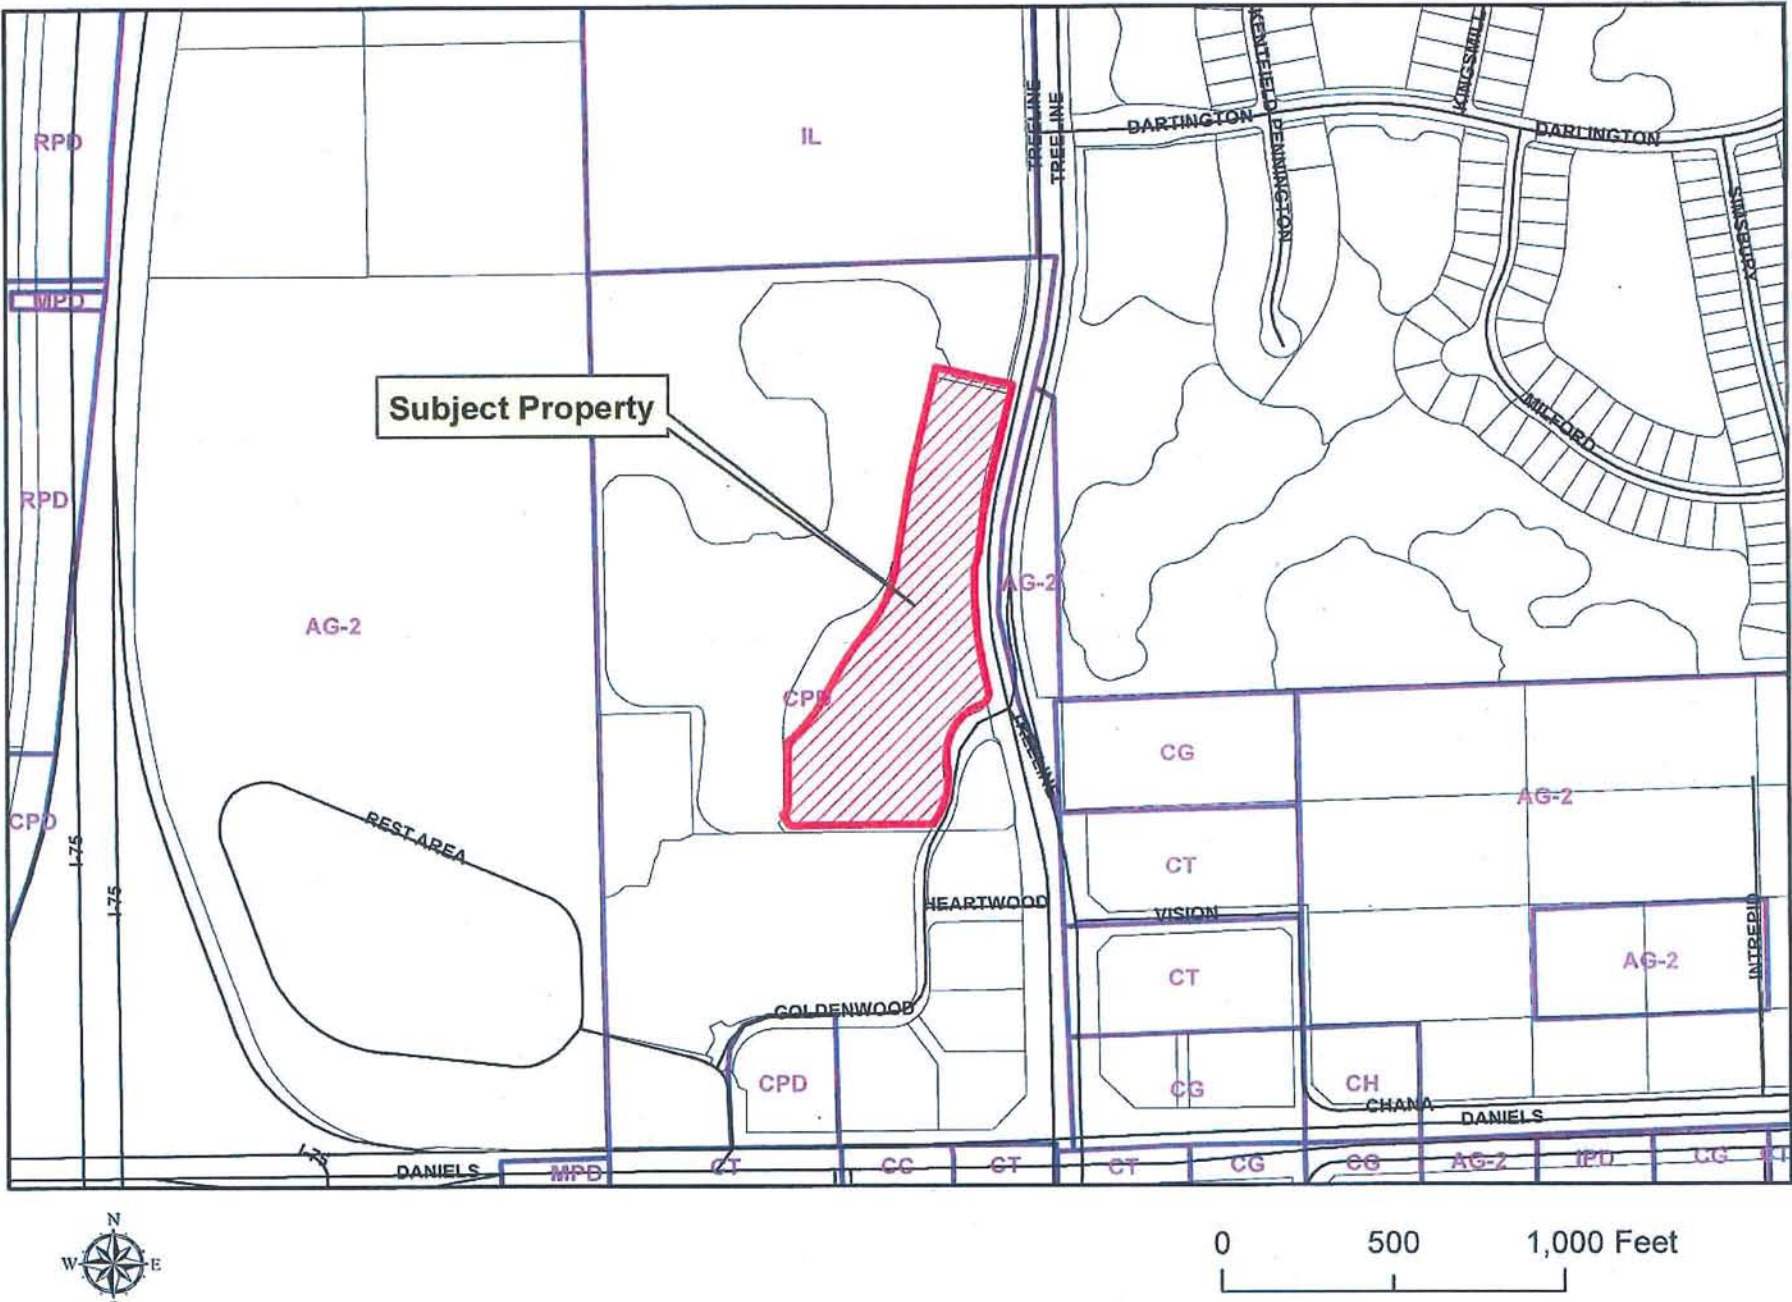 KENTFIELD
KINGSMILL
RPD
IL
TREELINE
TREELINE
DARTINGTON
DARLINGTON
PENNINGTON
SIMSBURY
MPD
Subject Property
MILFORD
RPD
AG-2
AG-2
CPD
CG
TREELINE
AG-2
CPD
REST AREA
I-75
I-75
CT
HEARTWOOD
VISION
INTREPID
AG-2
CT
GOLDENWOOD
CPD
CG
CH
CHANA
DANIELS
I-75
DANIELS
MPD
CT
CC
CT
CT
CG
CG
AG-2
IPD
CG
N
W
E
0
500
1,000 Feet